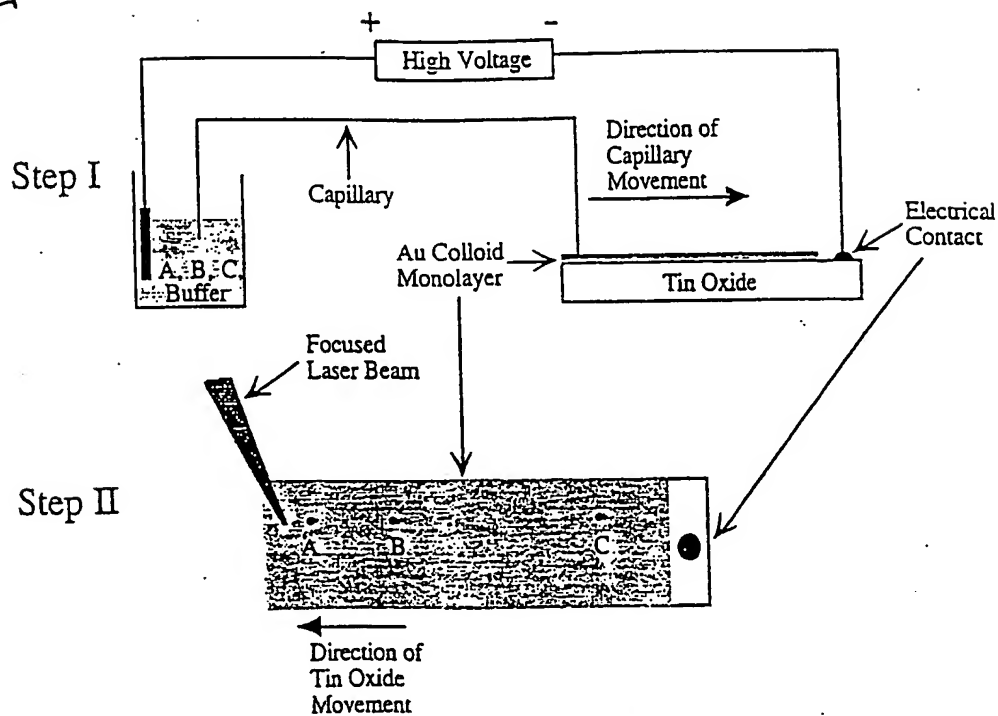 + -
High Voltage
Step I
Capillary
Direction of
Capillary
Movement
Electrical
Contact
A, B, C,
Buffer
Au Colloid
Monolayer
Tin Oxide
Focused
Laser Beam
Step II
A B C
Direction of
Tin Oxide
Movement